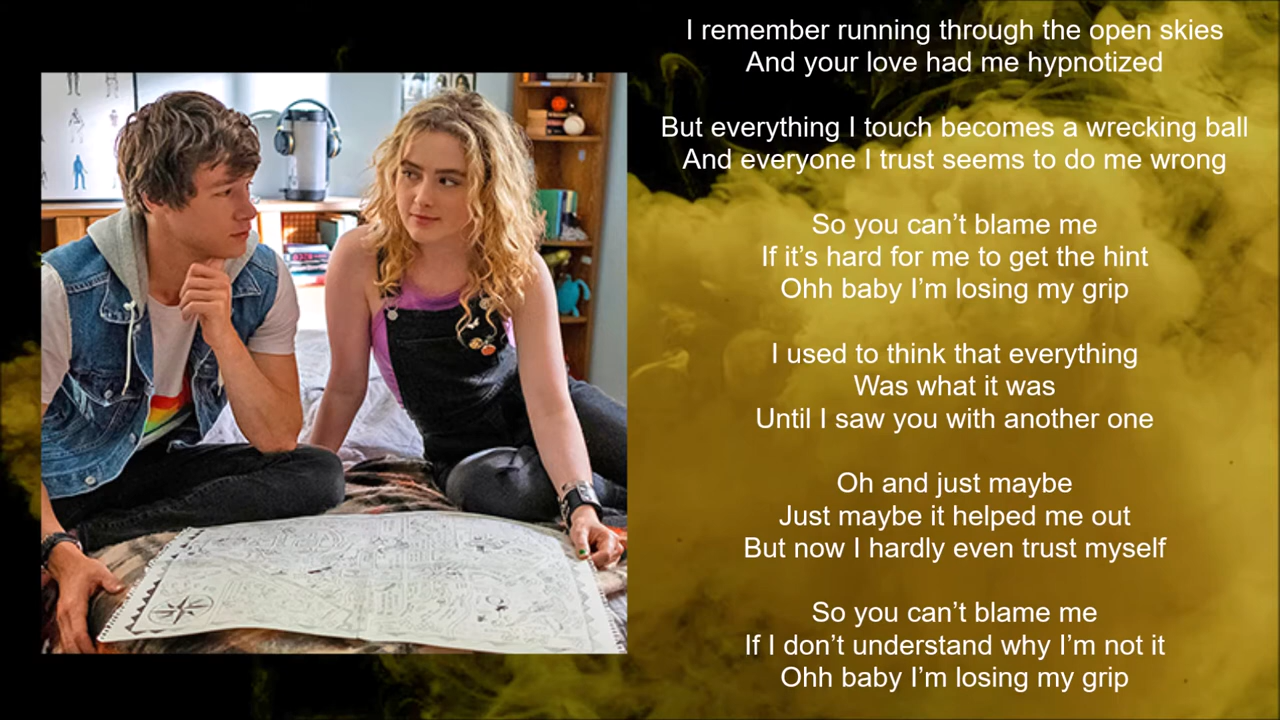 I remember running through the open skies
And your love had me hypnotized
But everything I touch becomes a wrecking ball
And everyone I trust seems to do me wrong
So you can’t blame me
If it’s hard for me to get the hint
Ohh baby I’m losing my grip
I used to think that everything
Was what it was
Until I saw you with another one
Oh and just maybe
Just maybe it helped me out
But now I hardly even trust myself
So you can’t blame me
If I don’t understand why I’m not it
Ohh baby I’m losing my grip